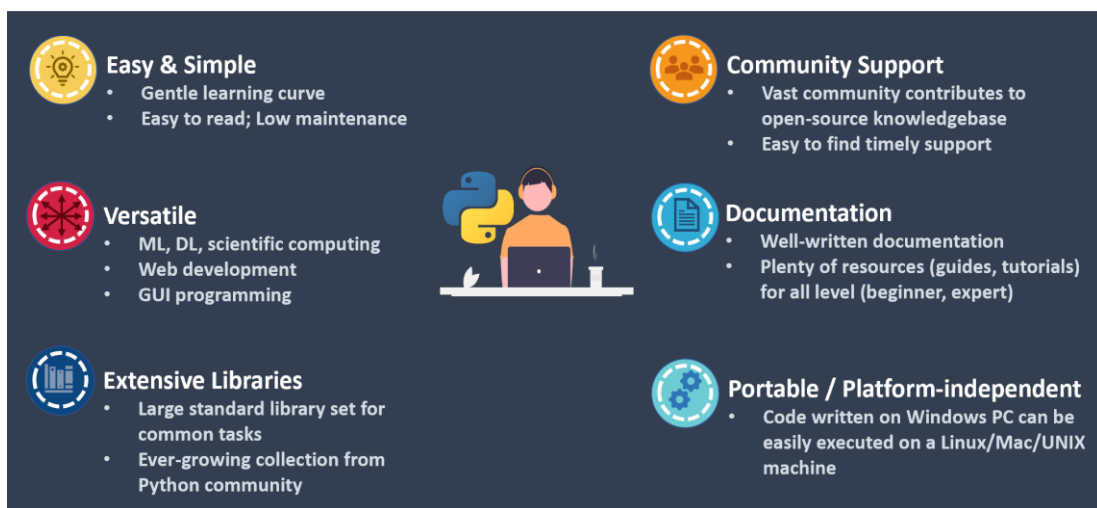 Easy & Simple
• Gentle learning curve
• Easy to read; Low maintenance
Versatile
• ML, DL, scientific computing
• Web development
• GUI programming
Extensive Libraries
• Large standard library set for
common tasks
• Ever-growing collection from
Python community
Community Support
• Vast community contributes to
open-source knowledgebase
• Easy to find timely support
Documentation
• Well-written documentation
• Plenty of resources (guides, tutorials)
for all level (beginner, expert)
Portable / Platform-independent
• Code written on Windows PC can be
easily executed on a Linux/Mac/UNIX
machine